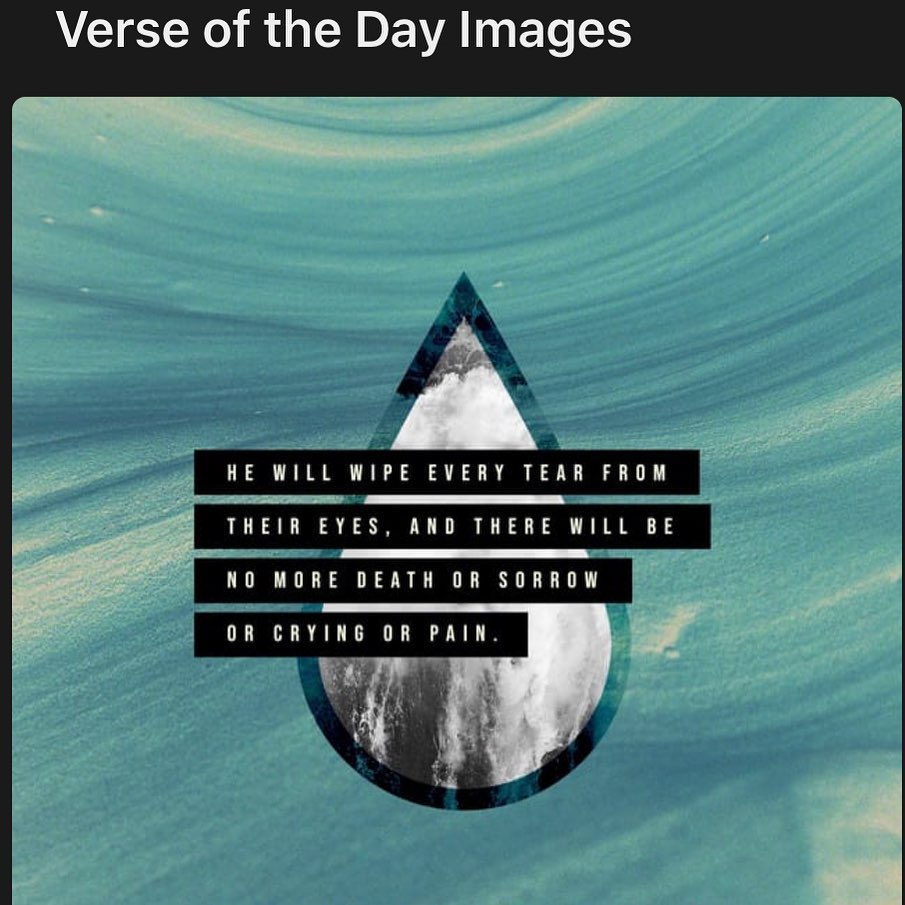 Verse of the Day Images
HE WILL WIPE EVERY TEAR FROM
THEIR EYES, AND THERE WILL BE
NO MORE DEATH OR SORROW
OR CRYING OR PAIN.